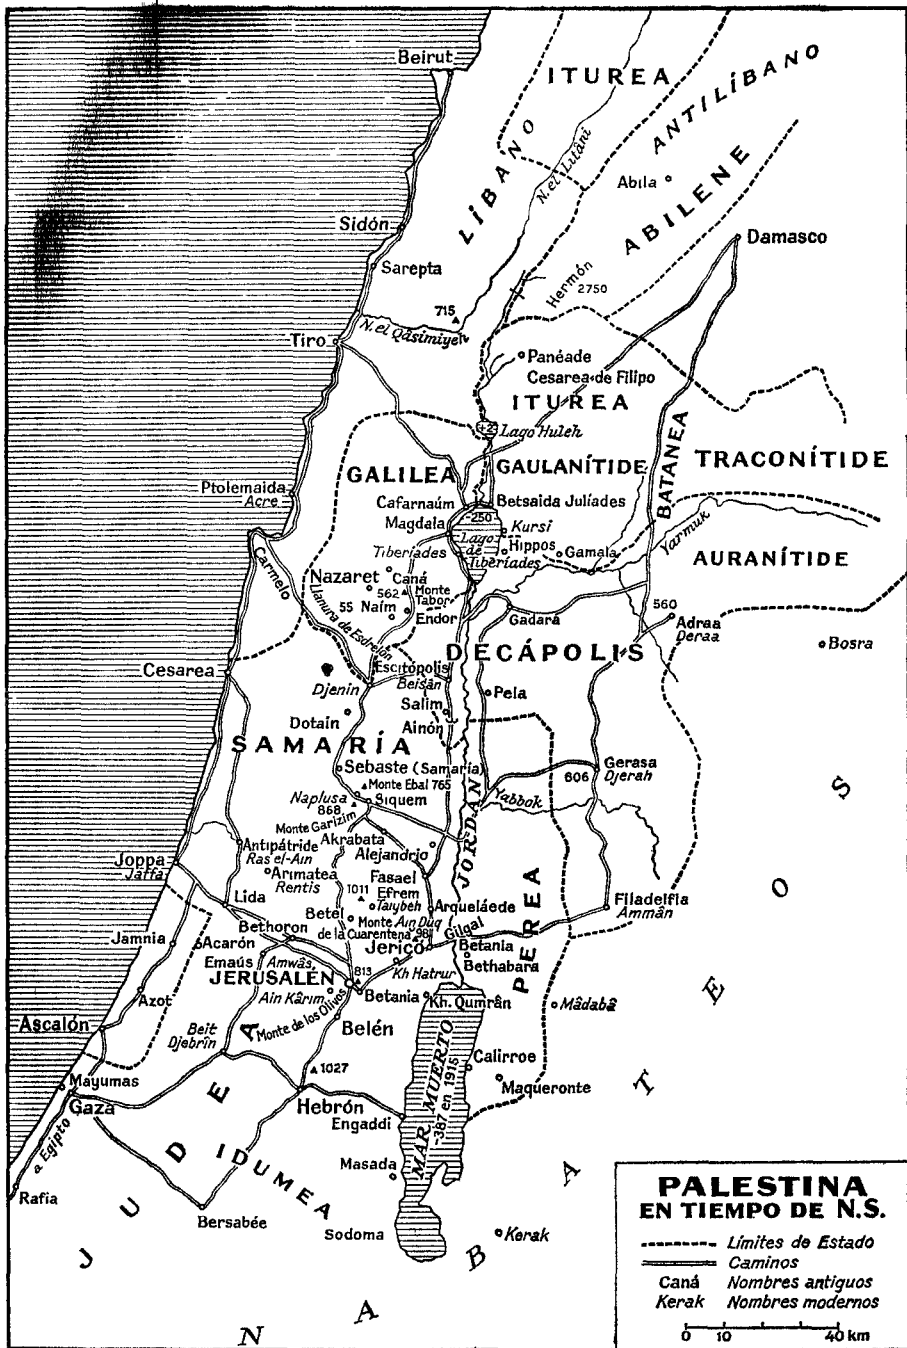 Beirut
ITUREA
ANTILÍBANO
LÍBANO
N. el Lîtâni
Abila
ABILENE
Sidón
Damasco
Sarepta
Hermón
2750
715
N. el Qâsimiyeh
Tiro
Panéade
Cesarea de Filipo
ITUREA
+2
Lago Huleh
BATANEA
GALILEA
GAULANÍTIDE
TRACONÍTIDE
Ptolemaida
Acre
Cafarnaúm
Betsaida Julíades
-250
Magdala
Kursi
Yarmuk
Lago
de
Tiberíades
Tiberíades
Hippos
Gamala
AURANÍTIDE
Carmelo
Nazaret
Caná
562
Monte
Tabor
55
Naím
Endor
Llanura de Esdrelón
Gadara
560
Adraa
Deraa
Bosra
DECÁPOLIS
Cesarea
Escitópolis
Beisân
Djenin
Pela
Salim
Dotain
Ainón
SAMARÍA
Sebaste (Samaría)
Gerasa
Djerah
606
Monte Ebal 765
Naplusa
Siquem
868
Monte Garizim
Yabbok
JORDÁN
Akrabata
Antipátride
Ras el-Ain
Alejandrio
Joppa
Jaffa
Arimatea
Rentis
Fasael
Efrem
Taiybeh
1011
Lida
Arqueláede
Filadelfia
Ammân
PEREA
Betel
Monte Ain Dûq
de la Cuarentena 98
Gilgal
Jamnia
Bethoron
Acarón
Jericó
Betania
Bethabara
Emaús
Amwâs
JERUSALÉN
813
Kh Hatrur
Ain Kârim
Betania
Kh. Qumrân
Mâdabâ
Azot
Monte de los Olivos
Ascalón
Beit
Djebrîn
Belén
Calirroe
1027
Maqueronte
Mayumas
Gaza
Hebrón
Engaddi
MAR MUERTO
-387 en 1915
a Egipto
JUDEA
IDUMEA
Masada
Rafia
Bersabée
Sodoma
Kerak
NABATEOS
PALESTINA
EN TIEMPO DE N.S.
Límites de Estado
Caminos
Caná Nombres antiguos
Kerak Nombres modernos
0 10 40 km